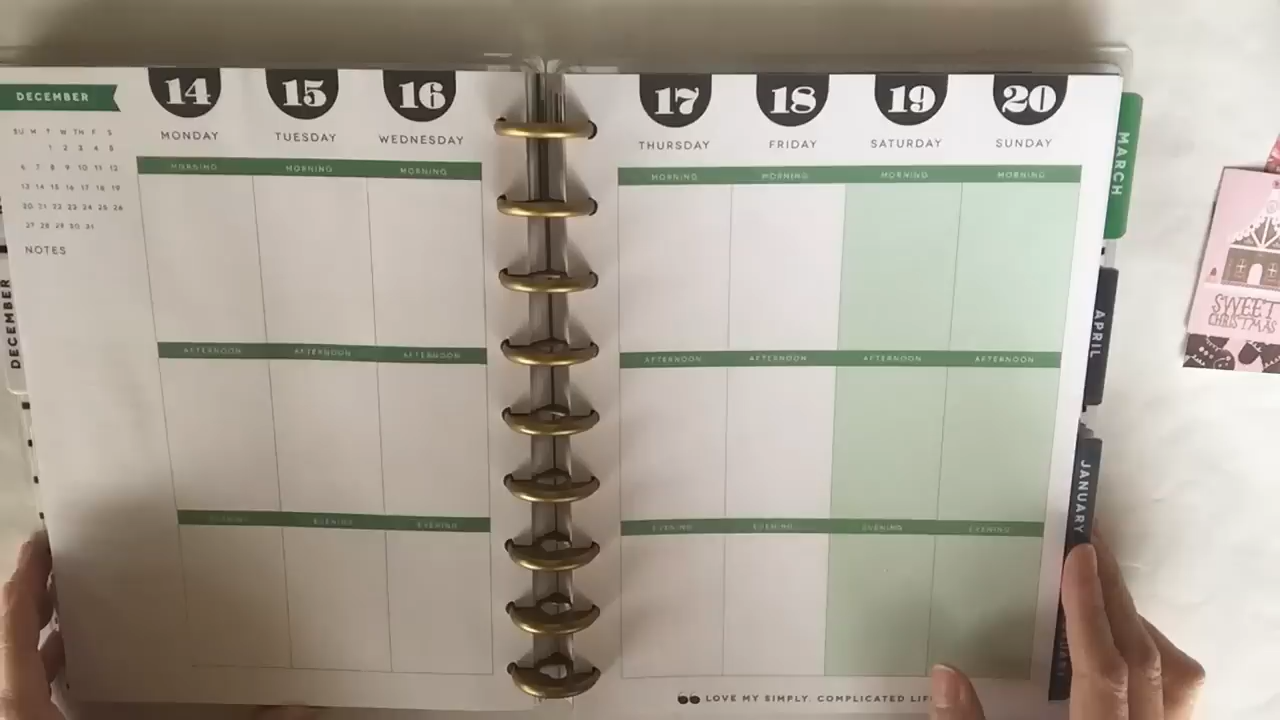 DECEMBER
14 15 16 17 18 19 20
MONDAY TUESDAY WEDNESDAY THURSDAY FRIDAY SATURDAY SUNDAY
SU M T W TH F S
1 2 3 4 5
6 7 8 9 10 11 12
13 14 15 16 17 18 19
20 21 22 23 24 25 26
27 28 29 30 31
NOTES
MORNING MORNING MORNING MORNING MORNING MORNING MORNING
AFTERNOON AFTERNOON AFTERNOON AFTERNOON AFTERNOON AFTERNOON AFTERNOON
EVENING EVENING EVENING EVENING EVENING EVENING EVENING
LOVE MY SIMPLY. COMPLICATED
DECEMBER
MARCH
APRIL
JANUARY
SWEET
CHRISTMAS